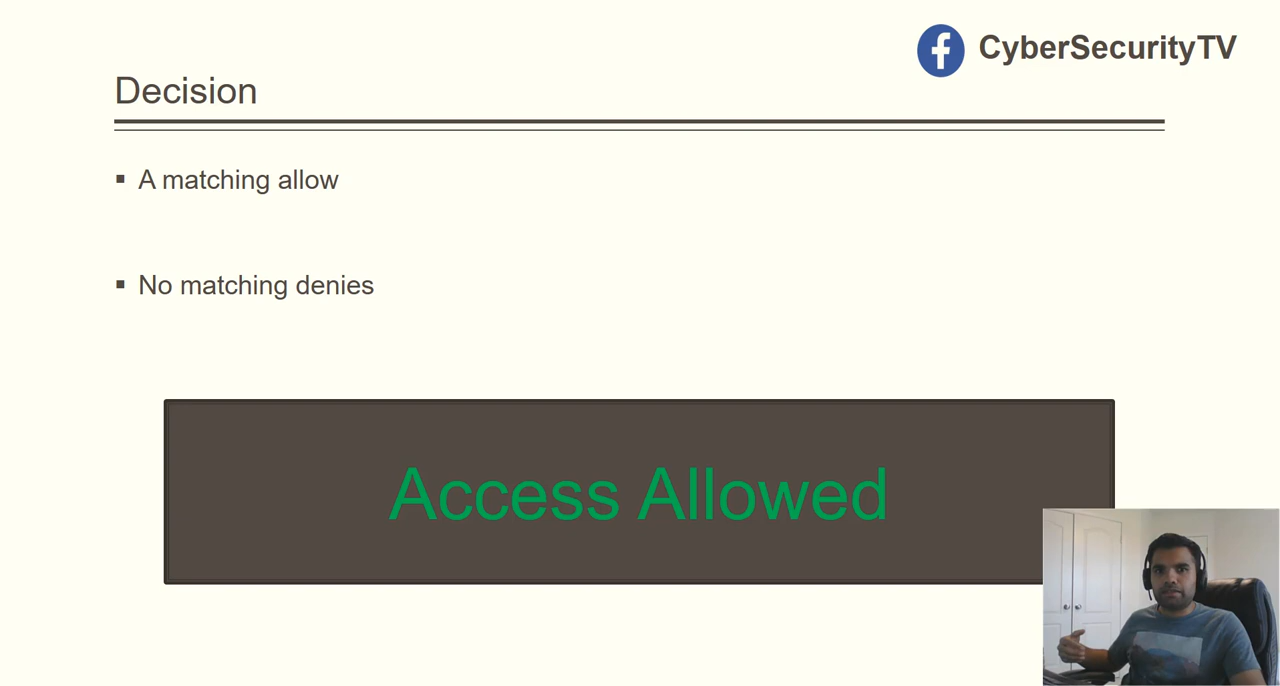 CyberSecurityTV
Decision
A matching allow
No matching denies
Access Allowed